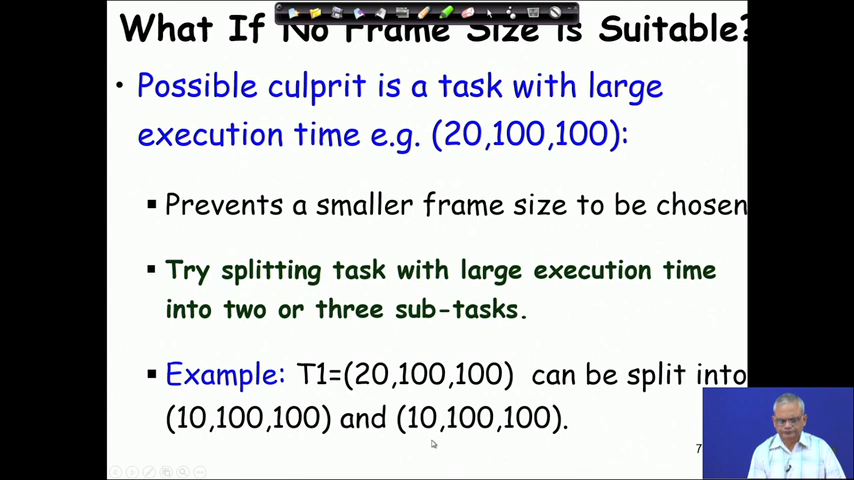 What If No Frame Size is Suitable?
• Possible culprit is a task with large
execution time e.g. (20,100,100):
▪ Prevents a smaller frame size to be chosen
▪ Try splitting task with large execution time
into two or three sub-tasks.
▪ Example: T1=(20,100,100) can be split into
(10,100,100) and (10,100,100).
7